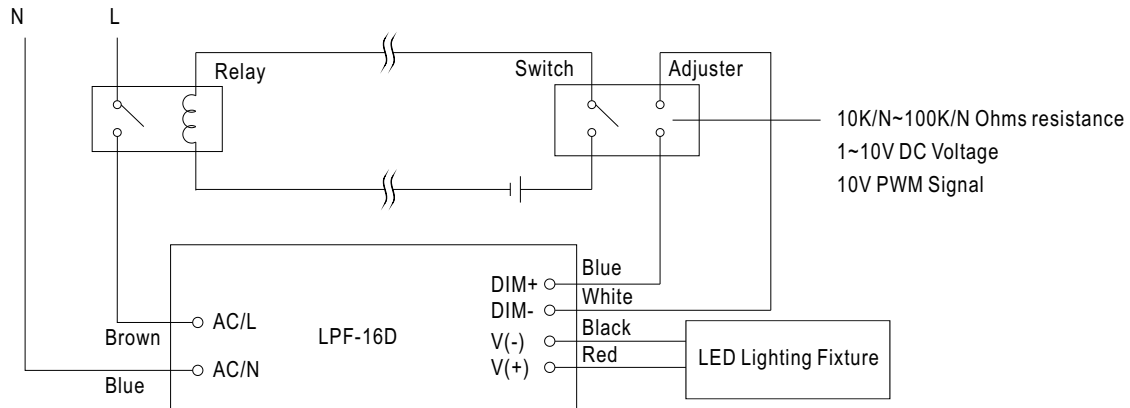 N L
Relay
Switch Adjuster
10K/N~100K/N Ohms resistance
1~10V DC Voltage
10V PWM Signal
DIM+ Blue
DIM- White
AC/L
Brown
LPF-16D
V(-) Black
V(+) Red
LED Lighting Fixture
AC/N
Blue